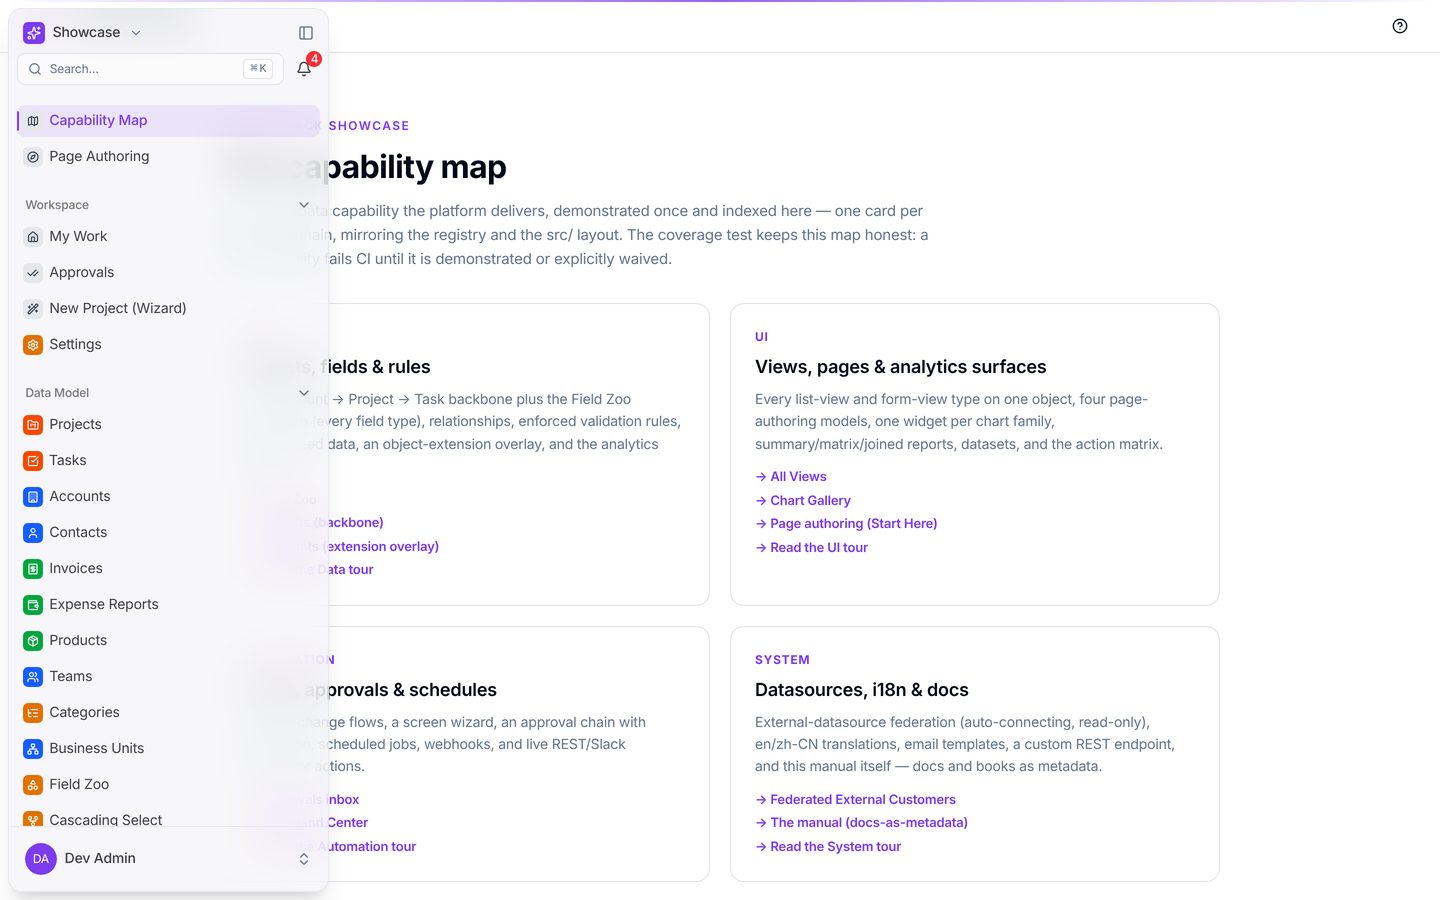 Showcase
Search...
⌘K
4
Capability Map
Page Authoring
Workspace
My Work
Approvals
New Project (Wizard)
Settings
Data Model
Projects
Tasks
Accounts
Contacts
Invoices
Expense Reports
Products
Teams
Categories
Business Units
Field Zoo
Cascading Select
DA
Dev Admin
SHOWCASE
capability map
capability the platform delivers, demonstrated once and indexed here — one card per
mirroring the registry and the src/ layout. The coverage test keeps this map honest: a
fails CI until it is demonstrated or explicitly waived.
fields & rules
→ Project → Task backbone plus the Field Zoo
(every field type), relationships, enforced validation rules,
data, an object-extension overlay, and the analytics
(backbone)
(extension overlay)
Data tour
UI
Views, pages & analytics surfaces
Every list-view and form-view type on one object, four page-
authoring models, one widget per chart family,
summary/matrix/joined reports, datasets, and the action matrix.
→ All Views
→ Chart Gallery
→ Page authoring (Start Here)
→ Read the UI tour
approvals & schedules
change flows, a screen wizard, an approval chain with
scheduled jobs, webhooks, and live REST/Slack
actions.
inbox
Center
Automation tour
SYSTEM
Datasources, i18n & docs
External-datasource federation (auto-connecting, read-only),
en/zh-CN translations, email templates, a custom REST endpoint,
and this manual itself — docs and books as metadata.
→ Federated External Customers
→ The manual (docs-as-metadata)
→ Read the System tour